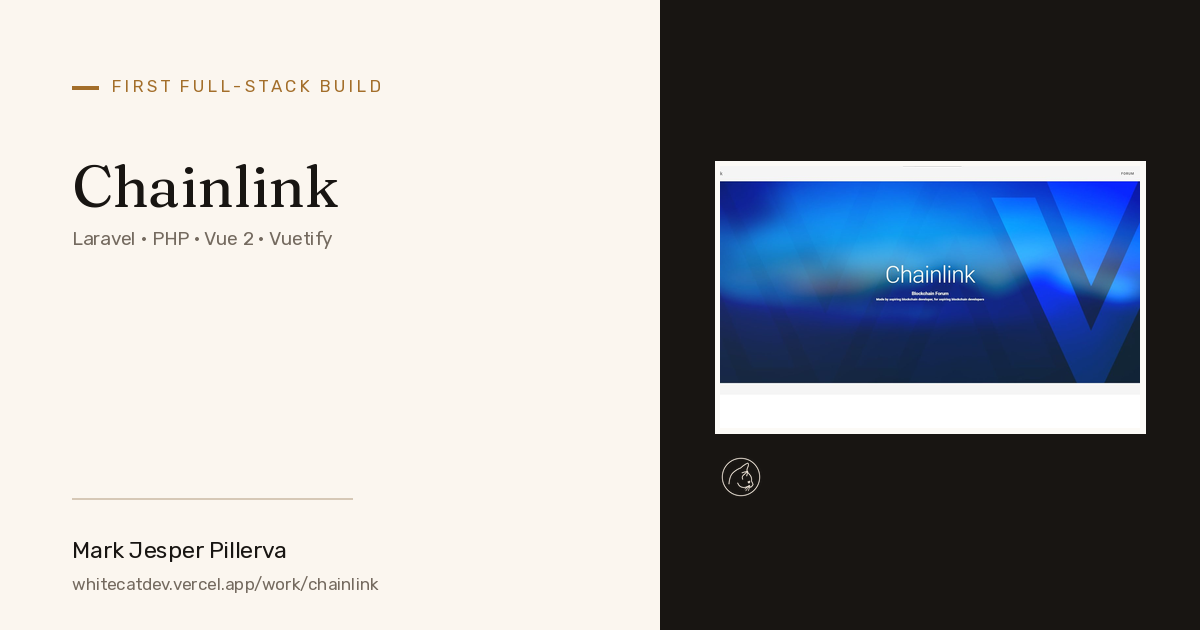 FIRST FULL-STACK BUILD
Chainlink
Laravel • PHP • Vue 2 • Vuetify
FORUM
Chainlink
Blockchain Forum
Made by aspiring blockchain developer, for aspiring blockchain developers
Mark Jesper Pillerva
whitecatdev.vercel.app/work/chainlink